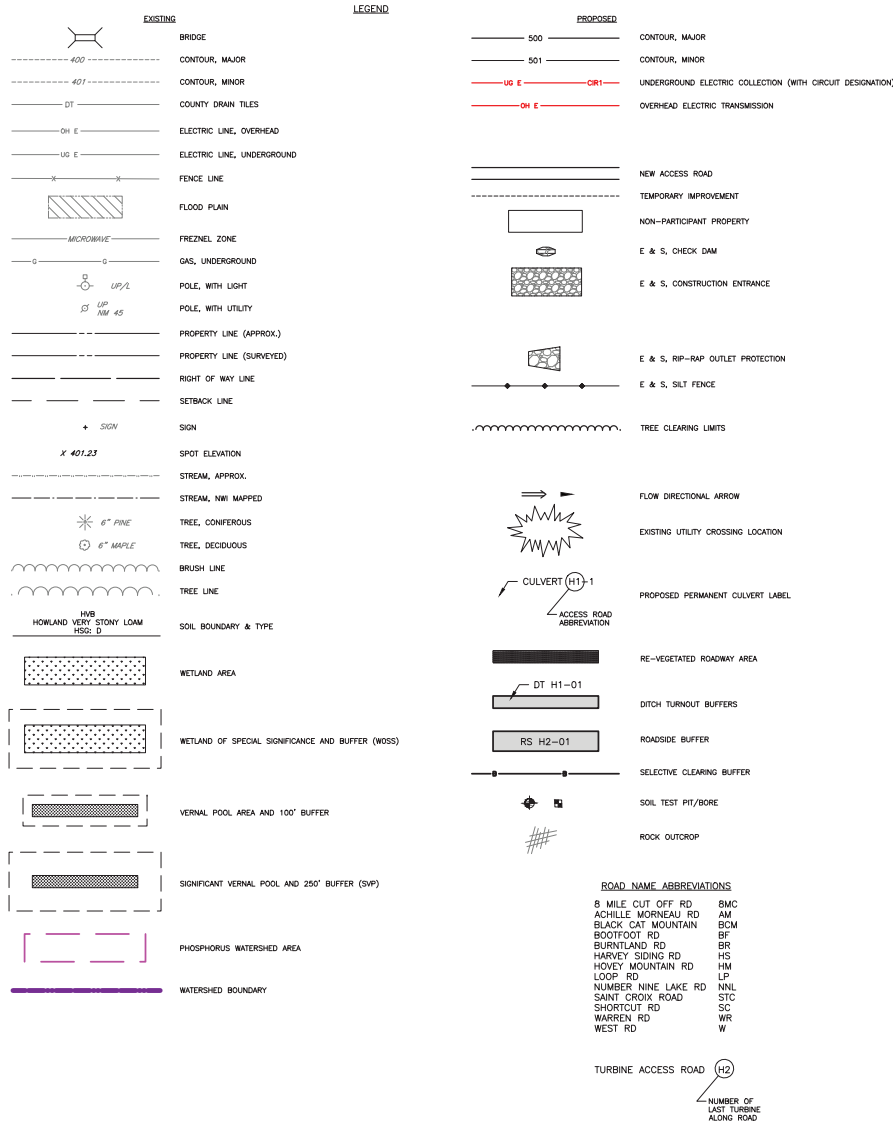 LEGEND
EXISTING
BRIDGE
400 CONTOUR, MAJOR
401 CONTOUR, MINOR
DT COUNTY DRAIN TILES
OH E ELECTRIC LINE, OVERHEAD
UG E ELECTRIC LINE, UNDERGROUND
X X FENCE LINE
FLOOD PLAIN
MICROWAVE FREZNEL ZONE
G G GAS, UNDERGROUND
UP/L POLE, WITH LIGHT
UP
NM 45 POLE, WITH UTILITY
PROPERTY LINE (APPROX.)
PROPERTY LINE (SURVEYED)
RIGHT OF WAY LINE
SETBACK LINE
SIGN SIGN
X 401.23 SPOT ELEVATION
STREAM, APPROX.
STREAM, NWI MAPPED
6" PINE TREE, CONIFEROUS
6" MAPLE TREE, DECIDUOUS
BRUSH LINE
TREE LINE
HVB
HOWLAND VERY STONY LOAM
HSG: D
SOIL BOUNDARY & TYPE
WETLAND AREA
WETLAND OF SPECIAL SIGNIFICANCE AND BUFFER (WOSS)
VERNAL POOL AREA AND 100' BUFFER
SIGNIFICANT VERNAL POOL AND 250' BUFFER (SVP)
PHOSPHORUS WATERSHED AREA
WATERSHED BOUNDARY
PROPOSED
500 CONTOUR, MAJOR
501 CONTOUR, MINOR
UG E CIR1 UNDERGROUND ELECTRIC COLLECTION (WITH CIRCUIT DESIGNATION)
OH E OVERHEAD ELECTRIC TRANSMISSION
NEW ACCESS ROAD
TEMPORARY IMPROVEMENT
NON-PARTICIPANT PROPERTY
E & S, CHECK DAM
E & S, CONSTRUCTION ENTRANCE
E & S, RIP-RAP OUTLET PROTECTION
E & S, SILT FENCE
TREE CLEARING LIMITS
FLOW DIRECTIONAL ARROW
EXISTING UTILITY CROSSING LOCATION
CULVERT H1-1
ACCESS ROAD
ABBREVIATION
PROPOSED PERMANENT CULVERT LABEL
RE-VEGETATED ROADWAY AREA
DT H1-01
DITCH TURNOUT BUFFERS
RS H2-01 ROADSIDE BUFFER
SELECTIVE CLEARING BUFFER
SOIL TEST PIT/BORE
ROCK OUTCROP
ROAD NAME ABBREVIATIONS
8 MILE CUT OFF RD 8MC
ACHILLE MORNEAU RD AM
BLACK CAT MOUNTAIN BCM
BOOTFOOT RD BF
BURNTLAND RD BR
HARVEY SIDING RD HS
HOVEY MOUNTAIN RD HM
LOOP RD LP
NUMBER NINE LAKE RD NNL
SAINT CROIX ROAD STC
SHORTCUT RD SC
WARREN RD WR
WEST RD W
TURBINE ACCESS ROAD H2
NUMBER OF
LAST TURBINE
ALONG ROAD